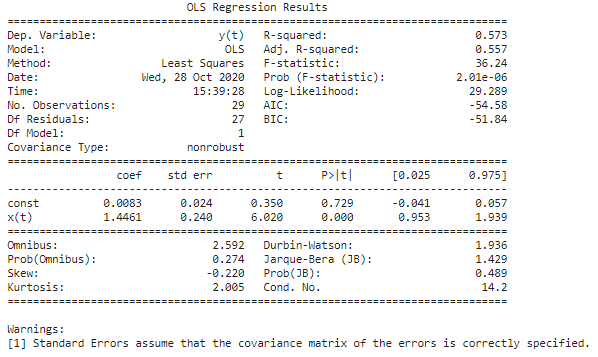 OLS Regression Results
==============================================================================
Dep. Variable: y(t) R-squared: 0.573
Model: OLS Adj. R-squared: 0.557
Method: Least Squares F-statistic: 36.24
Date: Wed, 28 Oct 2020 Prob (F-statistic): 2.01e-06
Time: 15:39:28 Log-Likelihood: 29.289
No. Observations: 29 AIC: -54.58
Df Residuals: 27 BIC: -51.84
Df Model: 1
Covariance Type: nonrobust
==============================================================================
coef std err t P>|t| [0.025 0.975]
------------------------------------------------------------------------------
const 0.0083 0.024 0.350 0.729 -0.041 0.057
x(t) 1.4461 0.240 6.020 0.000 0.953 1.939
==============================================================================
Omnibus: 2.592 Durbin-Watson: 1.936
Prob(Omnibus): 0.274 Jarque-Bera (JB): 1.429
Skew: -0.220 Prob(JB): 0.489
Kurtosis: 2.005 Cond. No. 14.2
==============================================================================
Warnings:
[1] Standard Errors assume that the covariance matrix of the errors is correctly specified.